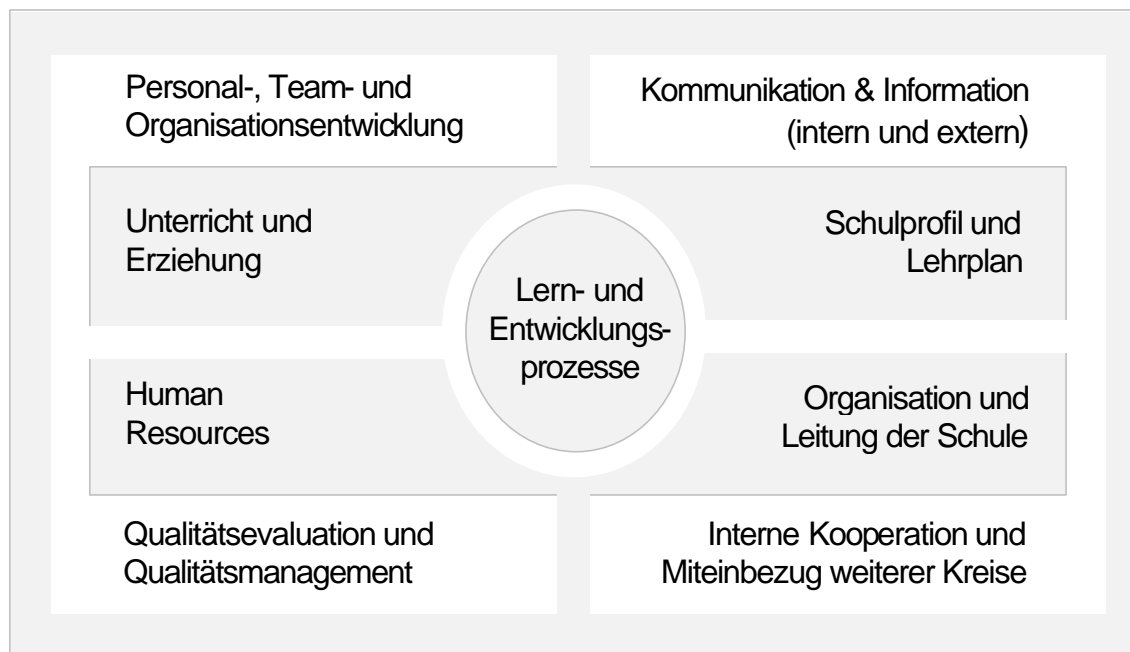 Personal-, Team- und
Organisationsentwicklung
Kommunikation & Information
(intern und extern)
Unterricht und
Erziehung
Schulprofil und
Lehrplan
Lern- und
Entwicklungs-
prozesse
Human
Resources
Organisation und
Leitung der Schule
Qualitätsevaluation und
Qualitätsmanagement
Interne Kooperation und
Miteinbezug weiterer Kreise